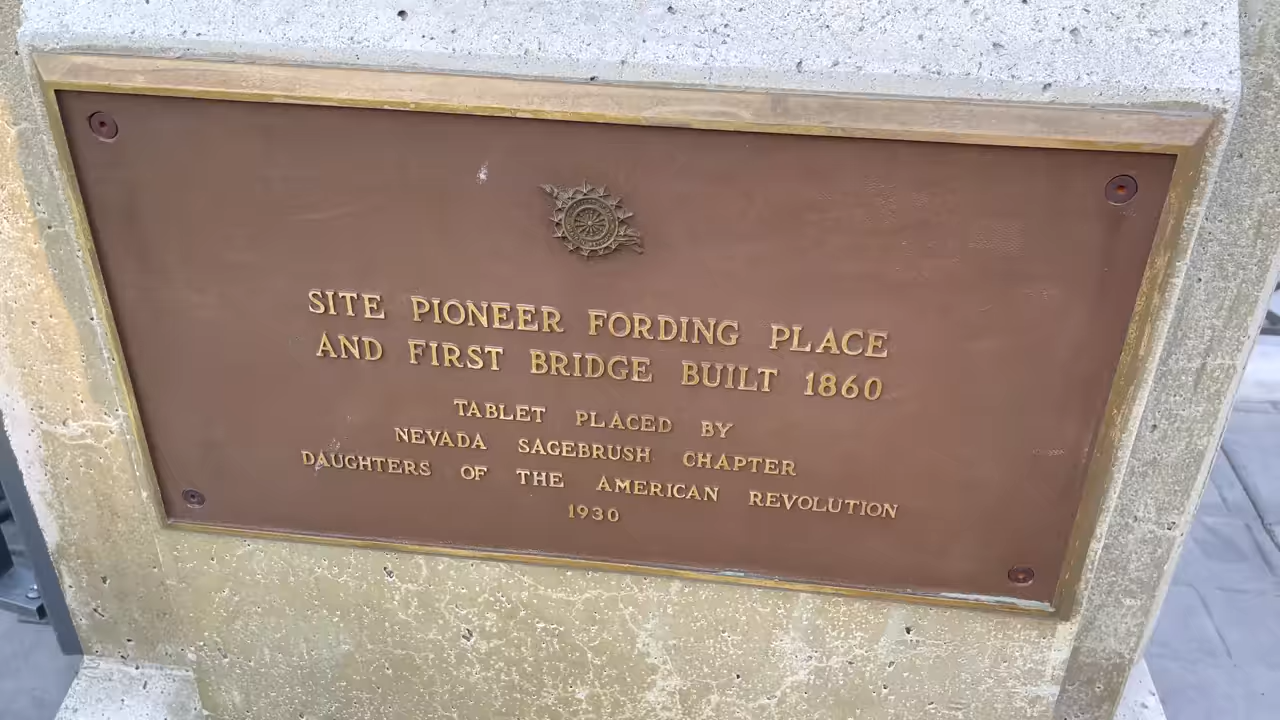 SITE PIONEER FORDING PLACE
AND FIRST BRIDGE BUILT 1860
TABLET PLACED BY
NEVADA SAGEBRUSH CHAPTER
DAUGHTERS OF THE AMERICAN REVOLUTION
1930